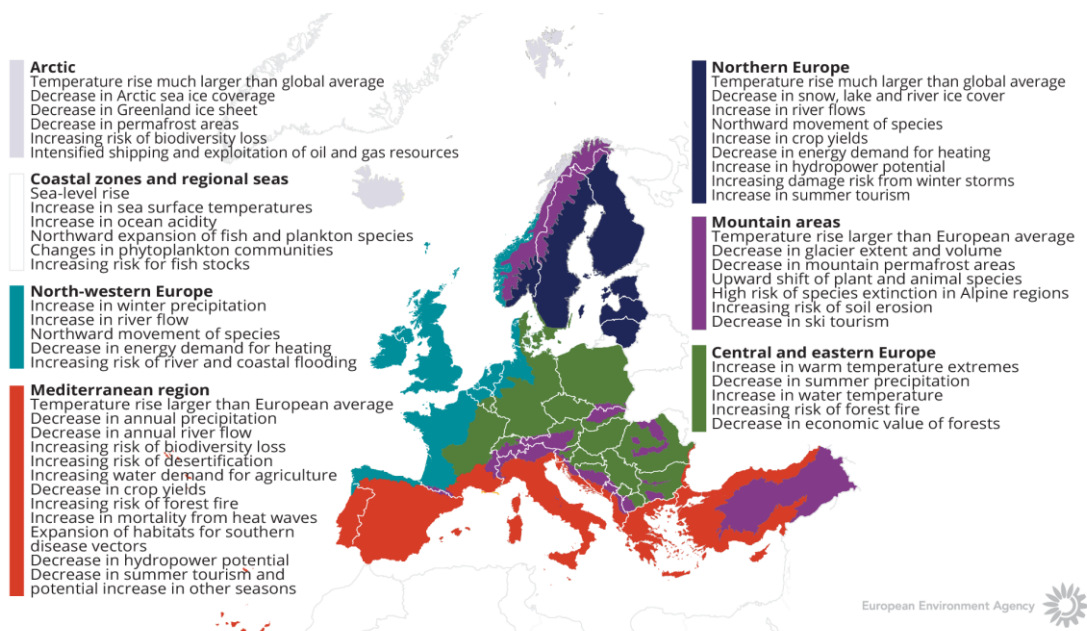 Arctic
Temperature rise much larger than global average
Decrease in Arctic sea ice coverage
Decrease in Greenland ice sheet
Decrease in permafrost areas
Increasing risk of biodiversity loss
Intensified shipping and exploitation of oil and gas resources
Coastal zones and regional seas
Sea-level rise
Increase in sea surface temperatures
Increase in ocean acidity
Northward expansion of fish and plankton species
Changes in phytoplankton communities
Increasing risk for fish stocks
North-western Europe
Increase in winter precipitation
Increase in river flow
Northward movement of species
Decrease in energy demand for heating
Increasing risk of river and coastal flooding
Mediterranean region
Temperature rise larger than European average
Decrease in annual precipitation
Decrease in annual river flow
Increasing risk of biodiversity loss
Increasing risk of desertification
Increasing water demand for agriculture
Decrease in crop yields
Increasing risk of forest fire
Increase in mortality from heat waves
Expansion of habitats for southern
disease vectors
Decrease in hydropower potential
Decrease in summer tourism and
potential increase in other seasons
Northern Europe
Temperature rise much larger than global average
Decrease in snow, lake and river ice cover
Increase in river flows
Northward movement of species
Increase in crop yields
Decrease in energy demand for heating
Increase in hydropower potential
Increasing damage risk from winter storms
Increase in summer tourism
Mountain areas
Temperature rise larger than European average
Decrease in glacier extent and volume
Decrease in mountain permafrost areas
Upward shift of plant and animal species
High risk of species extinction in Alpine regions
Increasing risk of soil erosion
Decrease in ski tourism
Central and eastern Europe
Increase in warm temperature extremes
Decrease in summer precipitation
Increase in water temperature
Increasing risk of forest fire
Decrease in economic value of forests
European Environment Agency